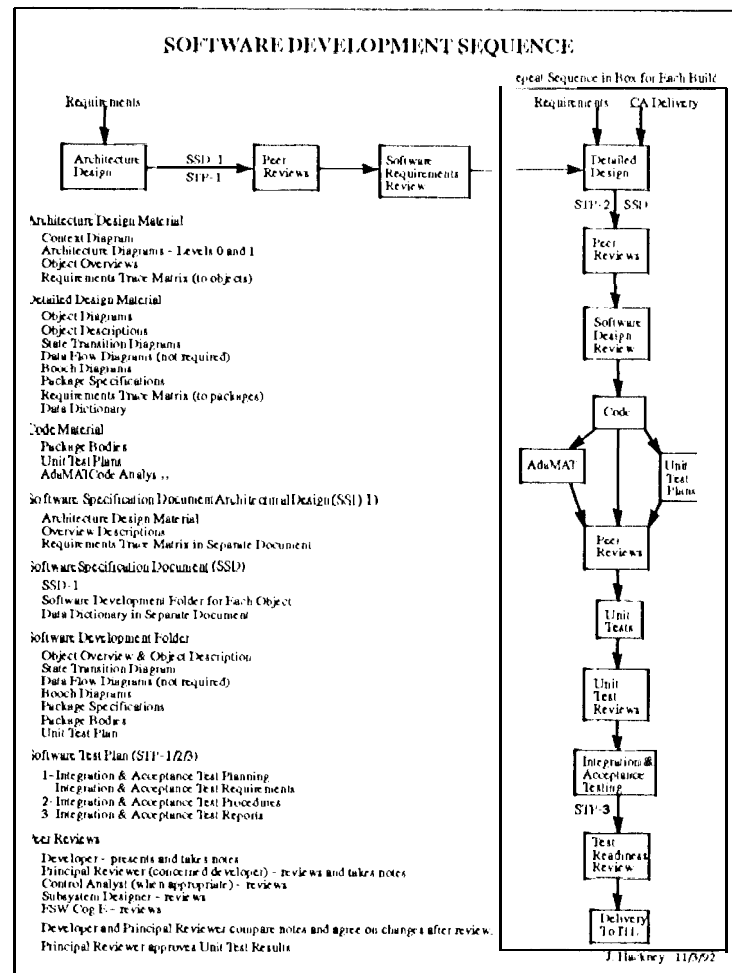 SOFTWARE DEVELOPMENT SEQUENCE
epeat Sequence in Box for Each Build
Requirements
Requirements
CA Delivery
Architecture
Design
SSD-1
STP-1
Peer
Reviews
Software
Requirements
Review
Detailed
Design
STP-2
SSD
Peer
Reviews
Software
Design
Review
Code
AdaMAT
Unit
Test
Plans
Peer
Reviews
Unit
Tests
Unit
Test
Reviews
Integration &
Acceptance
Testing
STP-3
Test
Readiness
Review
Delivery
To
Architecture Design Material
Context Diagram
Architecture Diagrams - Levels 0 and 1
Object Overviews
Requirements Trace Matrix (to objects)
Detailed Design Material
Object Diagrams
Object Descriptions
State Transition Diagrams
Data Flow Diagrams (not required)
Booch Diagrams
Package Specifications
Requirements Trace Matrix (to packages)
Data Dictionary
Code Material
Package Bodies
Unit Test Plans
AdaMATCode
Software Specification Document Architectural Design (SSD 1)
Architecture Design Material
Overview Descriptions
Requirements Trace Matrix in Separate Document
Software Specification Document (SSD)
SSD-1
Software Development Folder for Each Object
Data Dictionary in Separate Document
Software Development Folder
Object Overview & Object Description
State Transition Diagram
Data Flow Diagrams (not required)
Booch Diagrams
Package Specifications
Package Bodies
Unit Test Plan
Software Test Plan (STP-1/2/3)
1- Integration & Acceptance Test Planning
Integration & Acceptance Test Requirements
2- Integration & Acceptance Test Procedures
3 Integration & Acceptance Test Reports
Peer Reviews
Developer - presents and takes notes
Principal Reviewer (concerned developer) - reviews and takes notes
Control Analyst (when appropriate) - reviews
Subsystem Designer - reviews
FSW Cog E - reviews
Developer and Principal Reviewer compare notes and agree on changes after review.
Principal Reviewer approves Unit Test Results
J. Hackney 11/3/92